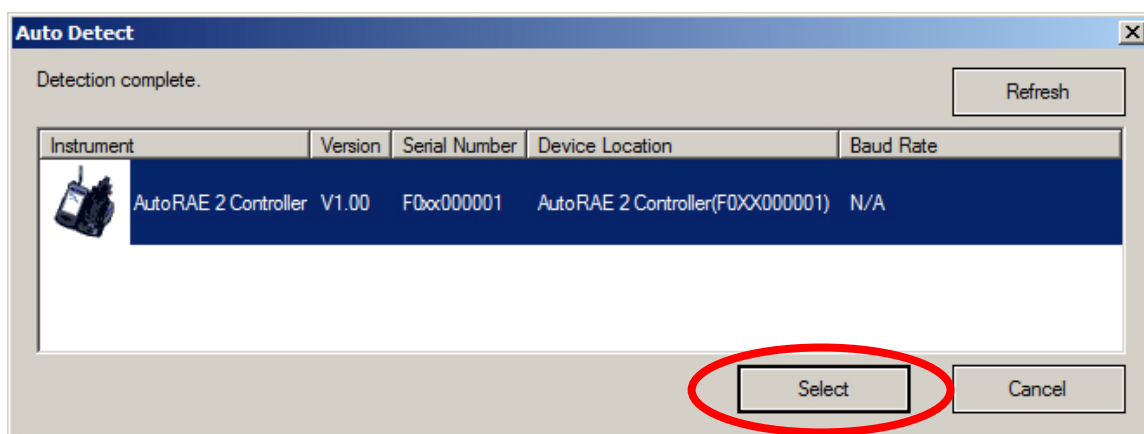 Auto Detect
Detection complete.
Refresh
Instrument Version Serial Number Device Location Baud Rate
AutoRAE 2 Controller V1.00 F0xx000001 AutoRAE 2 Controller(F0XX000001) N/A
Select Cancel